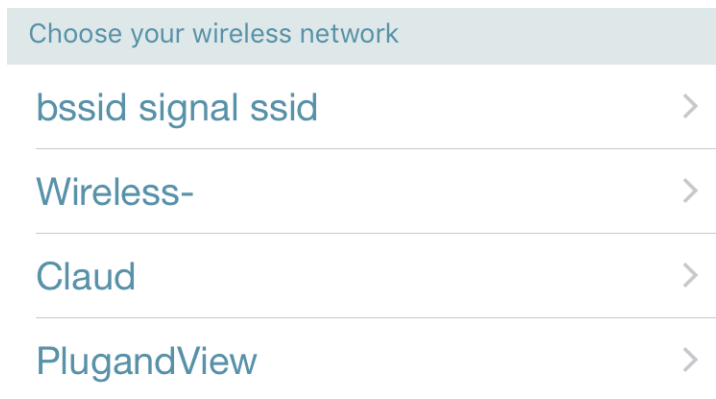 Choose your wireless network
bssid signal ssid
Wireless-
Claud
PlugandView